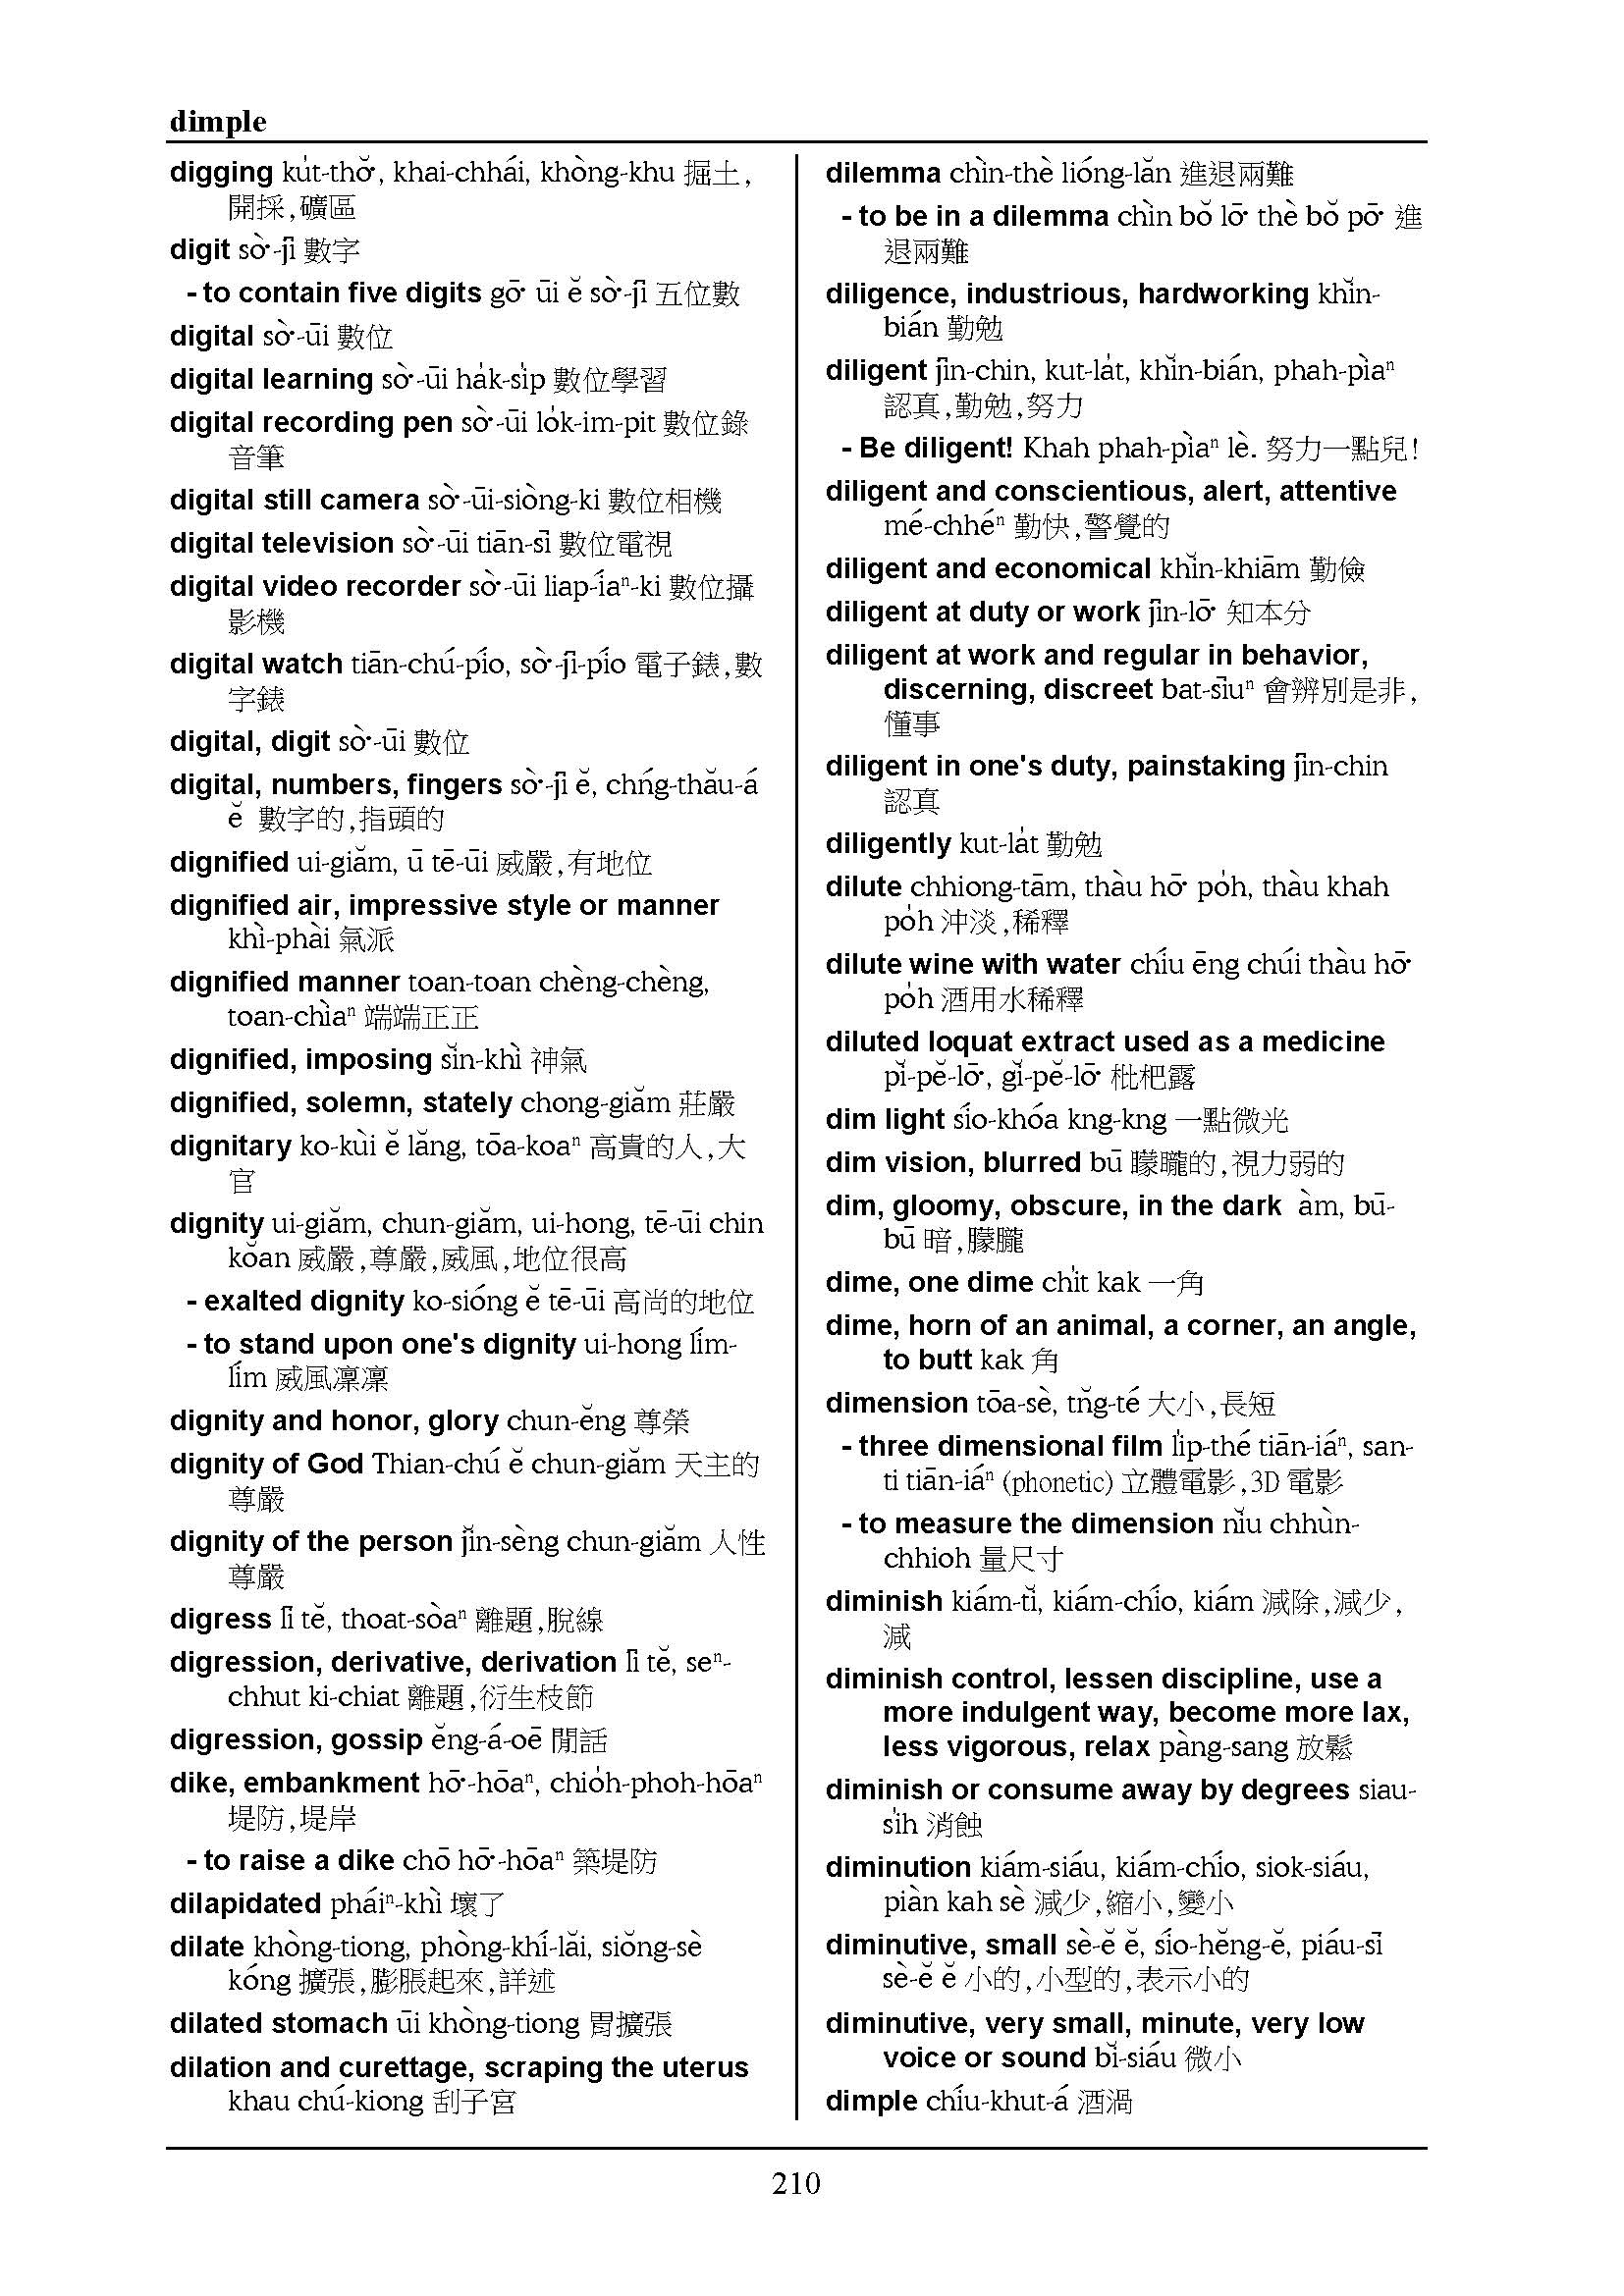 dimple
digging ku̍t-thŏ͘, khai-chhái, khòng-khu 掘土,
開採,礦區
digit sò͘-jī 數字
- to contain five digits gō͘ ūi ĕ sò͘-jī 五位數
digital sò͘-ūi 數位
digital learning sò͘-ūi ha̍k-si̍p 數位學習
digital recording pen sò͘-ūi lo̍k-im-pit 數位錄
音筆
digital still camera sò͘-ūi-siòng-ki 數位相機
digital television sò͘-ūi tiān-sī 數位電視
digital video recorder sò͘-ūi liap-íaⁿ-ki 數位攝
影機
digital watch tiān-chú-pío, sò͘-jī-pío 電子錶,數
字錶
digital, digit sò͘-ūi 數位
digital, numbers, fingers sò͘-jī ĕ, chńg-thău-á
ĕ 數字的,指頭的
dignified ui-giăm, ū tē-ūi 威嚴,有地位
dignified air, impressive style or manner
khì-phài 氣派
dignified manner toan-toan chèng-chèng,
toan-chìaⁿ 端端正正
dignified, imposing sĭn-khì 神氣
dignified, solemn, stately chong-giăm 莊嚴
dignitary ko-kùi ĕ lăng, tōa-koaⁿ 高貴的人,大
官
dignity ui-giăm, chun-giăm, ui-hong, tē-ūi chin
kŏan 威嚴,尊嚴,威風,地位很高
- exalted dignity ko-sióng ĕ tē-ūi 高尚的地位
- to stand upon one's dignity ui-hong lím-
lím 威風凜凜
dignity and honor, glory chun-ĕng 尊榮
dignity of God Thian-chú ĕ chun-giăm 天主的
尊嚴
dignity of the person jĭn-sèng chun-giăm 人性
尊嚴
digress lī tĕ, thoat-sòaⁿ 離題,脫線
digression, derivative, derivation lī tĕ, seⁿ-
chhut ki-chiat 離題,衍生枝節
digression, gossip ĕng-á-oē 閒話
dike, embankment hō͘-hōaⁿ, chio̍h-phoh-hōaⁿ
堤防,堤岸
- to raise a dike chō hō͘-hōaⁿ 築堤防
dilapidated pháiⁿ-khì 壞了
dilate khòng-tiong, phòng-khí-lăi, siŏng-sè
kóng 擴張,膨脹起來,詳述
dilated stomach ūi khòng-tiong 胃擴張
dilation and curettage, scraping the uterus
khau chú-kiong 刮子宮
dilemma chìn-thè lióng-lăn 進退兩難
- to be in a dilemma chìn bŏ lō͘ thè bŏ pō͘ 進
退兩難
diligence, industrious, hardworking khĭn-
bián 勤勉
diligent jīn-chin, kut-la̍t, khĭn-bián, phah-pìaⁿ
認真,勤勉,努力
- Be diligent! Khah phah-pìaⁿ lè. 努力一點兒!
diligent and conscientious, alert, attentive
mé-chhéⁿ 勤快,警覺的
diligent and economical khĭn-khiām 勤儉
diligent at duty or work jīn-lō͘ 知本分
diligent at work and regular in behavior,
discerning, discreet bat-sīuⁿ 會辨別是非,
懂事
diligent in one's duty, painstaking jīn-chin
認真
diligently kut-la̍t 勤勉
dilute chhiong-tām, thàu hō͘ po̍h, thàu khah
po̍h 沖淡,稀釋
dilute wine with water chíu ēng chúi thàu hō͘
po̍h 酒用水稀釋
diluted loquat extract used as a medicine
pĭ-pĕ-lō͘, gĭ-pĕ-lō͘ 枇杷露
dim light sío-khóa kng-kng 一點微光
dim vision, blurred bū 矇矓的,視力弱的
dim, gloomy, obscure, in the dark àm, bū-
bū 暗,朦朧
dime, one dime chi̍t kak 一角
dime, horn of an animal, a corner, an angle,
to butt kak 角
dimension tōa-sè, tn̆g-té 大小,長短
- three dimensional film li̍p-thé tiān-iáⁿ, san-
ti tiān-iáⁿ (phonetic) 立體電影,3D 電影
- to measure the dimension nĭu chhùn-
chhioh 量尺寸
diminish kiám-tĭ, kiám-chío, kiám 減除,減少,
減
diminish control, lessen discipline, use a
more indulgent way, become more lax,
less vigorous, relax pàng-sang 放鬆
diminish or consume away by degrees siau-
si̍h 消蝕
diminution kiám-siáu, kiám-chío, siok-siáu,
piàn kah sè 減少,縮小,變小
diminutive, small sè-ĕ ĕ, sío-hĕng-ĕ, piáu-sī
sè-ĕ ĕ 小的,小型的,表示小的
diminutive, very small, minute, very low
voice or sound bĭ-siáu 微小
dimple chíu-khut-á 酒渦
210